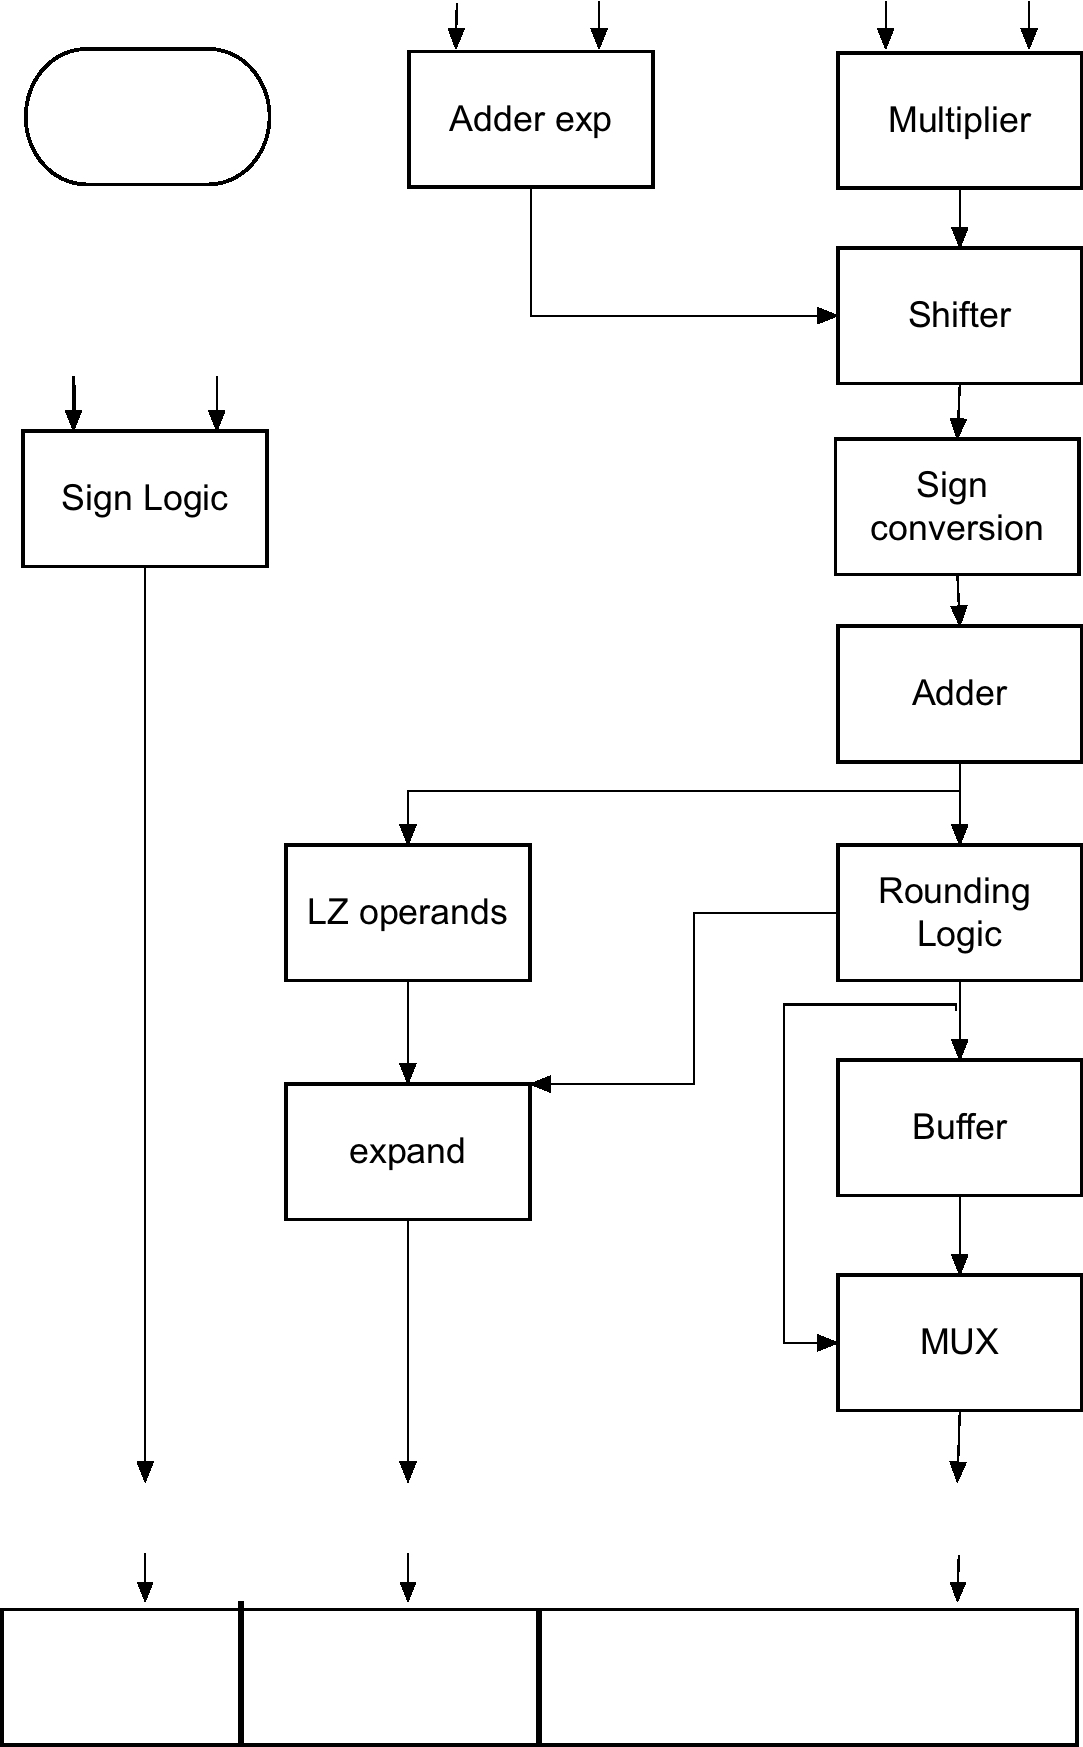 Adder exp
Multiplier
Shifter
Sign Logic
Sign
conversion
Adder
LZ operands
Rounding
Logic
expand
Buffer
MUX